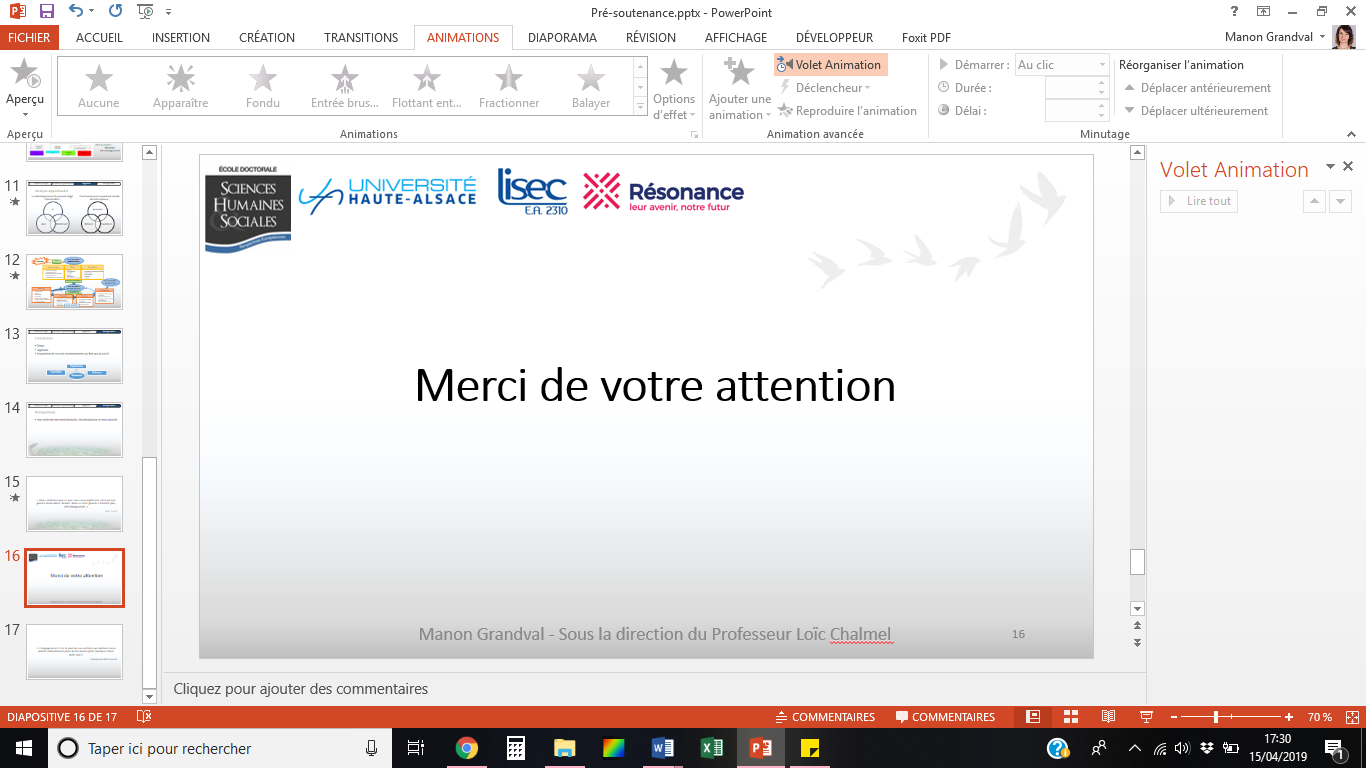 Pré-soutenance.pptx - PowerPoint
FICHIER ACCUEIL INSERTION CRÉATION TRANSITIONS ANIMATIONS DIAPORAMA RÉVISION AFFICHAGE DÉVELOPPEUR Foxit PDF Manon Grandval
Aperçu
Aucune Apparaître Fondu Entrée brus... Flottant ent... Fractionner Balayer
Options d'effet
Ajouter une animation
Volet Animation
Déclencheur
Reproduire l'animation
Démarrer : Au clic
Durée :
Délai :
Réorganiser l'animation
Déplacer antérieurement
Déplacer ultérieurement
Aperçu Animations Animation avancée Minutage
11
12
13
14
15
16
Merci de votre attention
17
ÉCOLE DOCTORALE
SCIENCES
HUMAINES
SOCIALES
UNIVERSITÉ
HAUTE-ALSACE
lisec
E.A. 2310
Résonance
leur avenir, notre futur
Merci de votre attention
Manon Grandval - Sous la direction du Professeur Loïc Chalmel 16
Cliquez pour ajouter des commentaires
Volet Animation
Lire tout
DIAPOSITIVE 16 DE 17 COMMENTAIRES COMMENTAIRES 70 %
Taper ici pour rechercher
17:30
15/04/2019
1